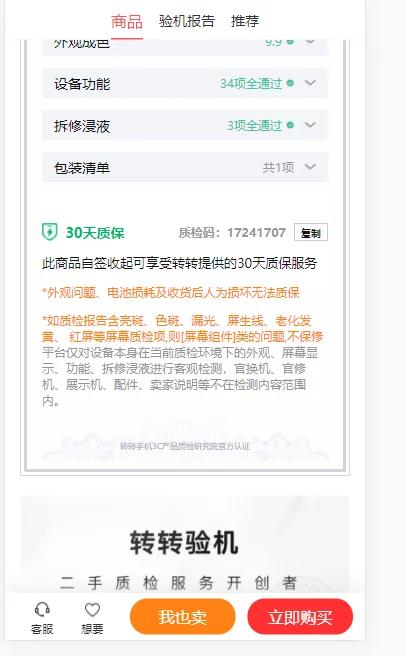 商品 验机报告 推荐
外观成色 9.9
设备功能 34项全通过
拆修浸液 3项全通过
包装清单 共1项
30天质保 质检码：17241707 复制
此商品自签收起可享受转转提供的30天质保服务
*外观问题、电池损耗及收货后人为损坏无法质保
*如质检报告含亮斑、色斑、漏光、屏生线、老化发
黄、 红屏等屏幕质检项,则[屏幕组件]类的问题,不保修
平台仅对设备本身在当前质检环境下的外观、屏幕显
示、功能、拆修浸液进行客观检测，官换机、官修
机、展示机、配件、卖家说明等不在检测内容范围
内。
转转手机3C产品质检研究院官方认证
转转验机
二手质检服务开创者
客服 想要 我也卖 立即购买